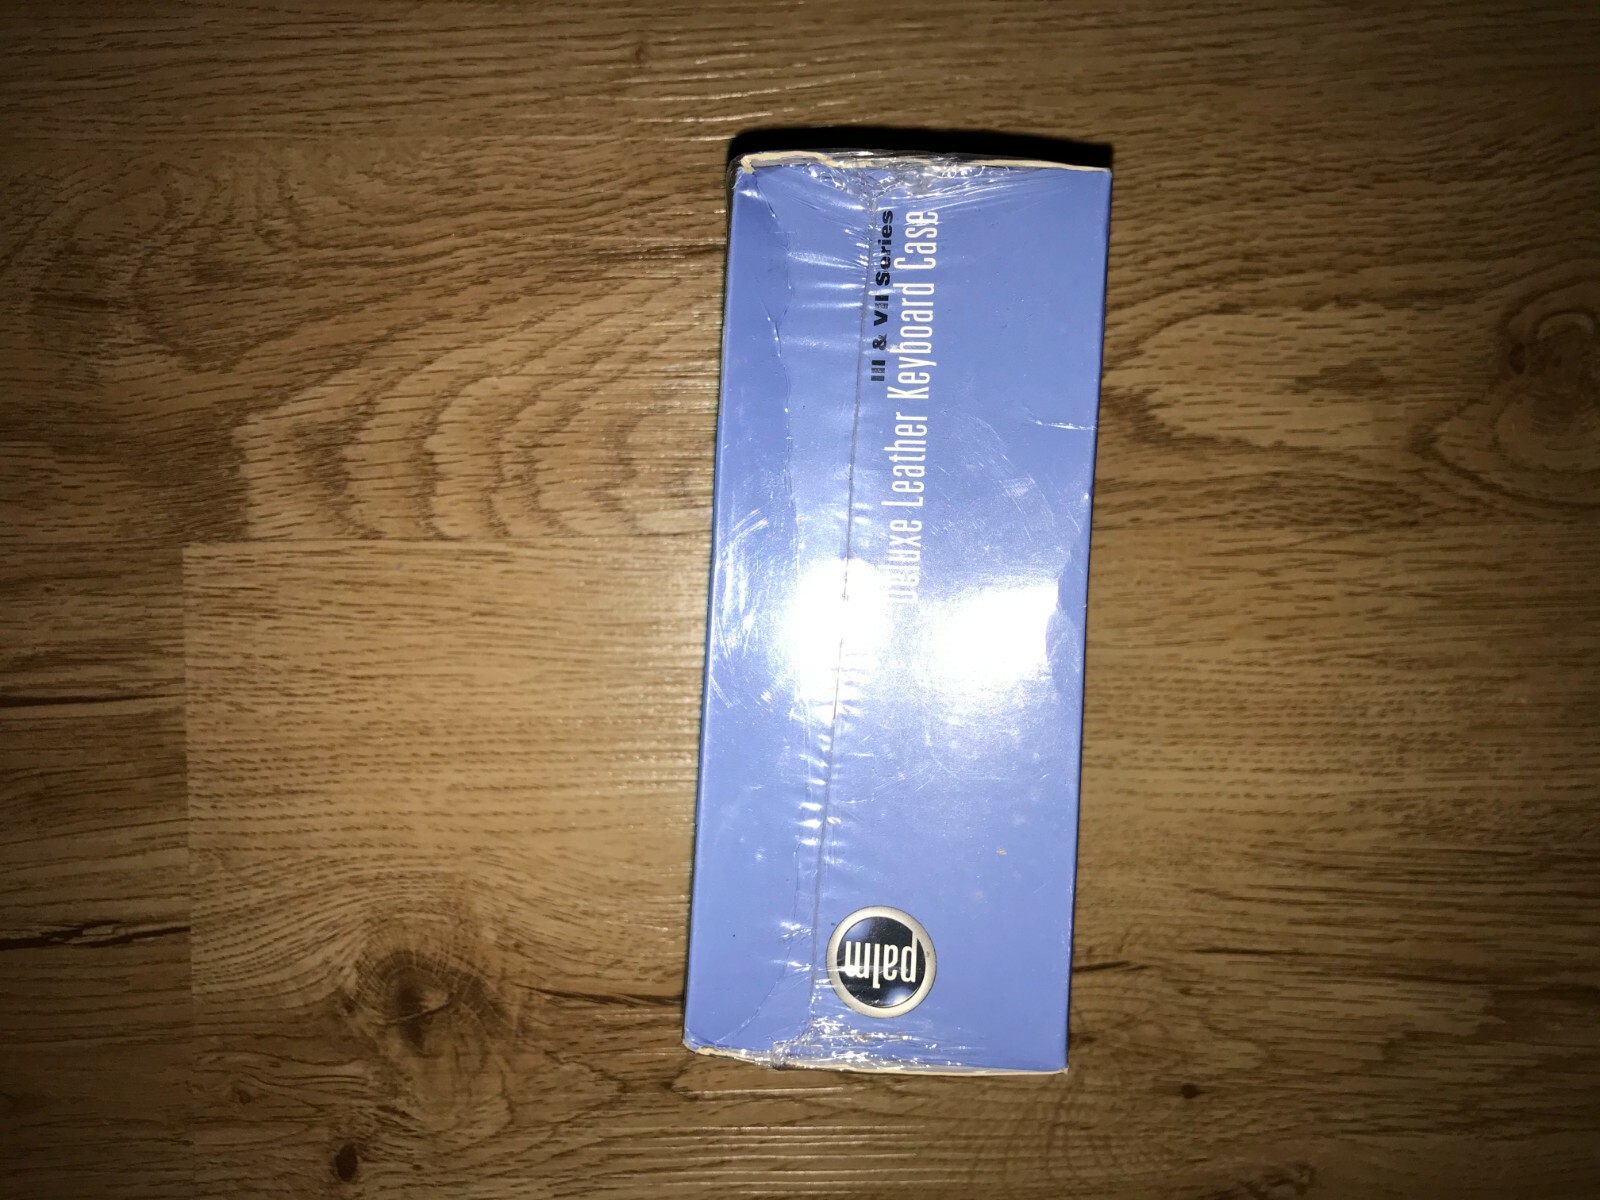 III & VII Series
Deluxe Leather Keyboard Case
palm